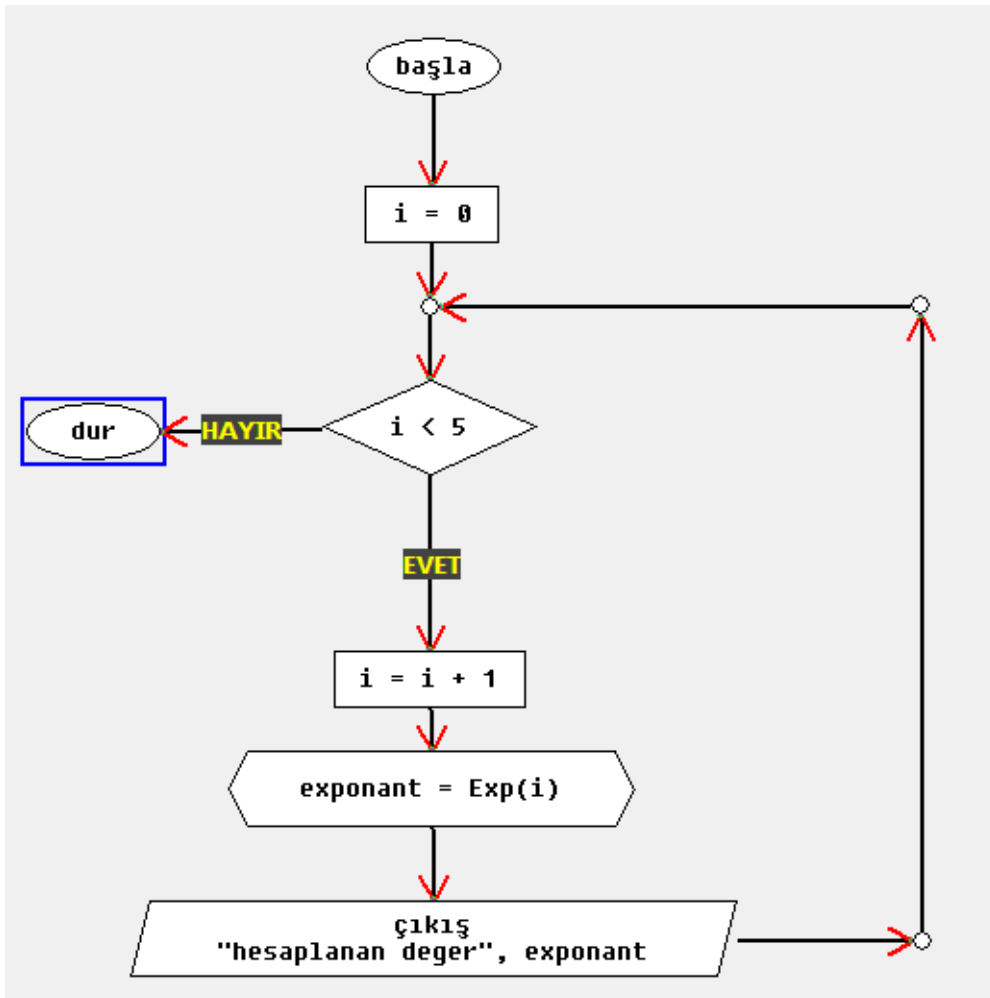 başla
i = 0
i < 5
HAYIR
dur
EVET
i = i + 1
exponant = Exp(i)
çıkış
"hesaplanan deger", exponant